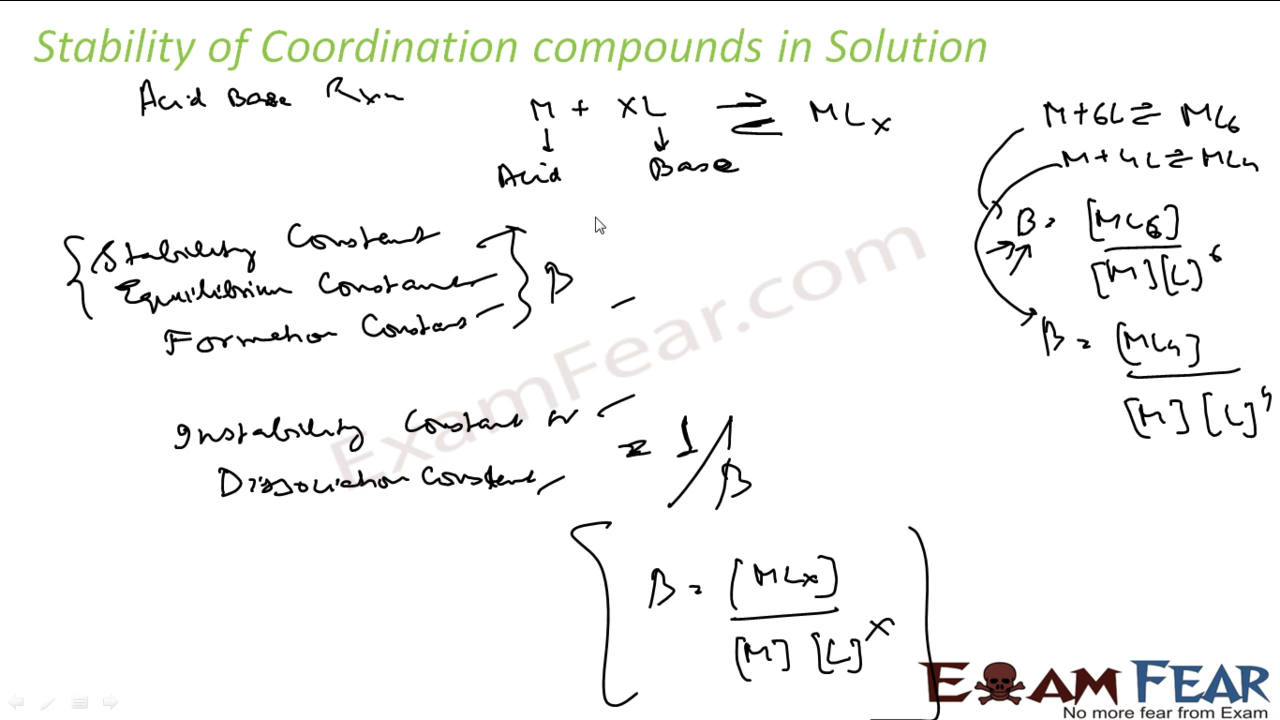 Stability of Coordination compounds in Solution
Acid Base Rxn
M + xL ⇌ MLx
↓ ↓
Acid Base
Stability Constant
Equilibrium Constant
Formation Constant
} β
Instability Constant or
Dissociation Constant
= 1/β
β = [MLx]
[M] [L]^x
M+6L ⇌ ML6
M+4L ⇌ ML4
β = [ML6]
[M][L]^6
β = [ML4]
[M] [L]^4
ExamFear.com
EXAM FEAR
No more fear from Exam